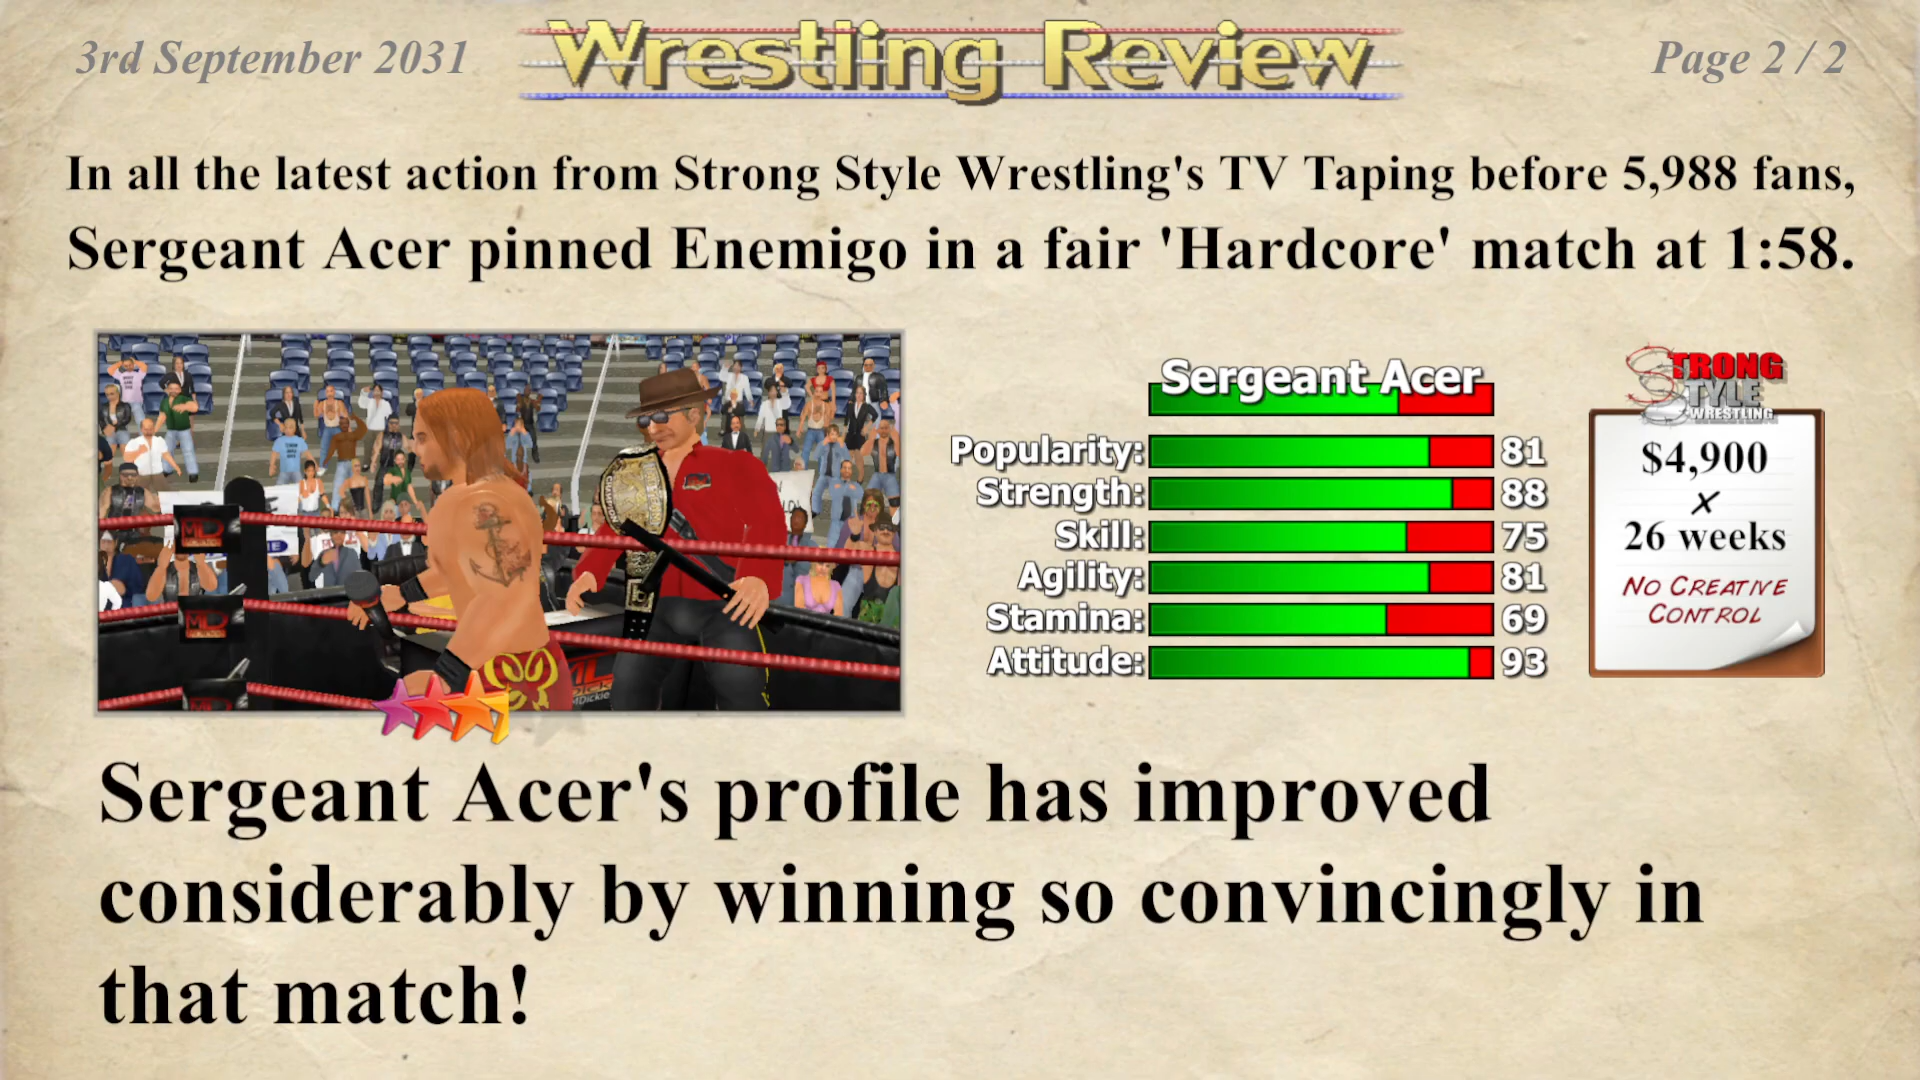 3rd September 2031
Wrestling Review
Page 2 / 2
In all the latest action from Strong Style Wrestling's TV Taping before 5,988 fans,
Sergeant Acer pinned Enemigo in a fair 'Hardcore' match at 1:58.
Sergeant Acer
Popularity: 81
Strength: 88
Skill: 75
Agility: 81
Stamina: 69
Attitude: 93
STRONG
STYLE
WRESTLING
$4,900
x
26 weeks
NO CREATIVE
CONTROL
MDickie
Sergeant Acer's profile has improved
considerably by winning so convincingly in
that match!